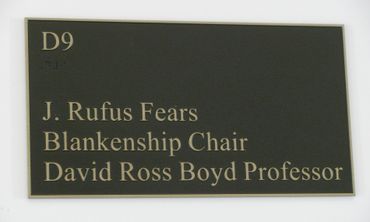 D9
J. Rufus Fears
Blankenship Chair
David Ross Boyd Professor